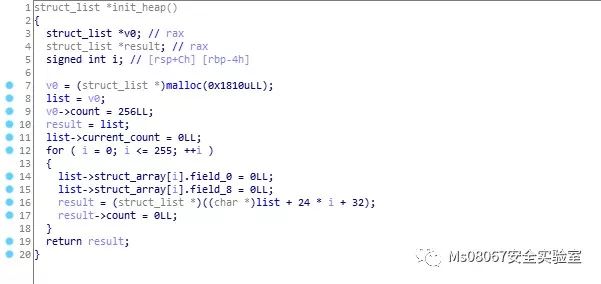 1 struct_list *init_heap()
2 {
3 struct_list *v0; // rax
4 struct_list *result; // rax
5 signed int i; // [rsp+Ch] [rbp-4h]
6
7 v0 = (struct_list *)malloc(0x1810uLL);
8 list = v0;
9 v0->count = 256LL;
10 result = list;
11 list->current_count = 0LL;
12 for ( i = 0; i <= 255; ++i )
13 {
14 list->struct_array[i].field_0 = 0LL;
15 list->struct_array[i].field_8 = 0LL;
16 result = (struct_list *)((char *)list + 24 * i + 32);
17 result->count = 0LL;
18 }
19 return result;
20 }
Ms08067安全实验室